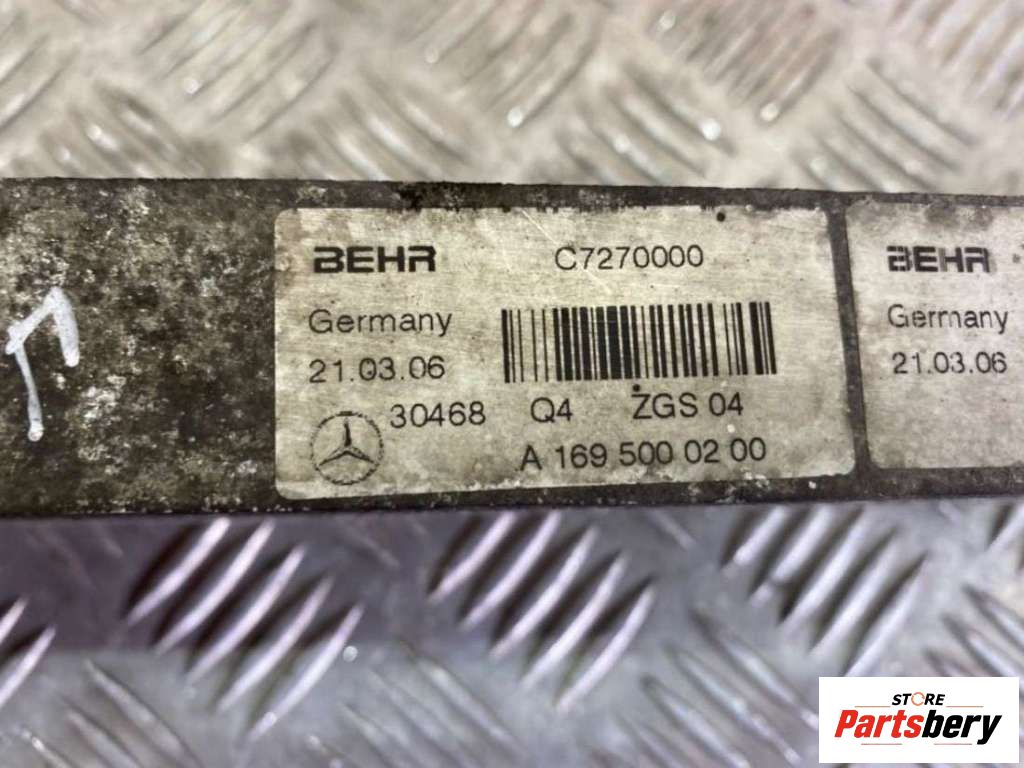 BEHR C7270000
Germany
21.03.06
30468 Q4 ZGS 04
A 169 500 02 00
BEHR
Germany
21.03.06
STORE
Partsbery